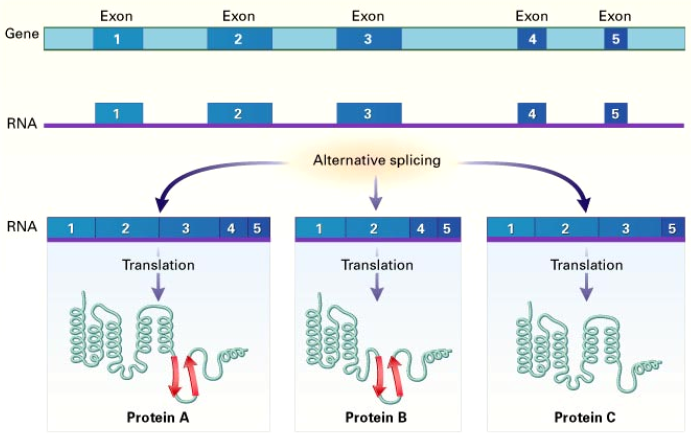 Exon Exon Exon Exon Exon
Gene 1 2 3 4 5
RNA 1 2 3 4 5
Alternative splicing
RNA 1 2 3 4 5 1 2 4 5 1 2 3 5
Translation Translation Translation
Protein A Protein B Protein C